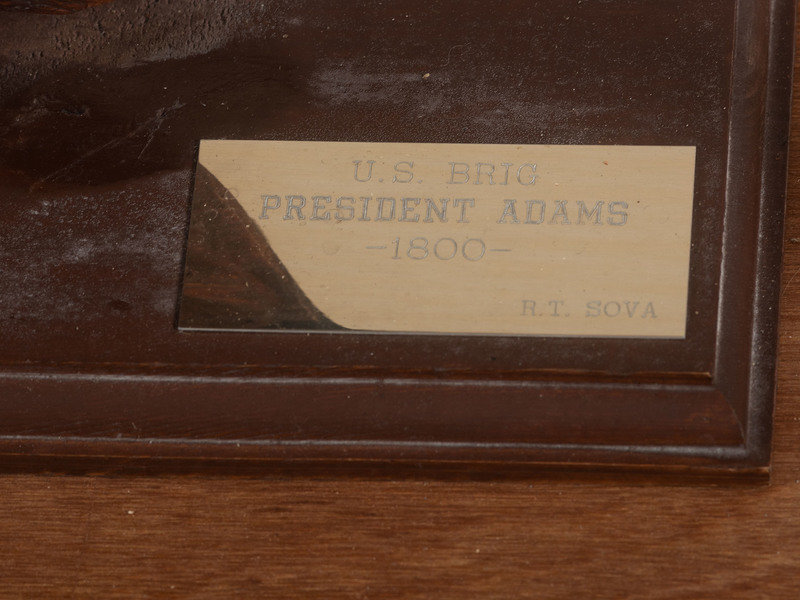 U.S. BRIG
PRESIDENT ADAMS
-1800-
R.T. SOVA